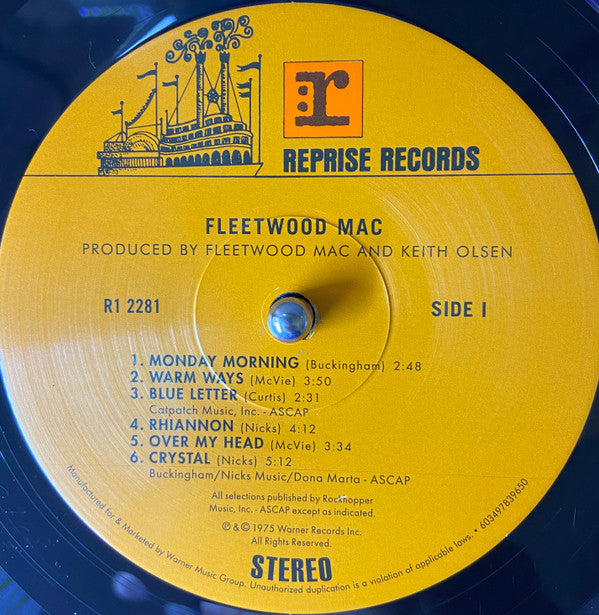 r
REPRISE RECORDS
FLEETWOOD MAC
PRODUCED BY FLEETWOOD MAC AND KEITH OLSEN
R1 2281
SIDE 1
1. MONDAY MORNING (Buckingham) 2:48
2. WARM WAYS (McVie) 3:50
3. BLUE LETTER (Curtis) 2:31
Catpatch Music, Inc. - ASCAP
4. RHIANNON (Nicks) 4:12
5. OVER MY HEAD (McVie) 3:34
6. CRYSTAL (Nicks) 5:12
Buckingham/Nicks Music/Dona Marta - ASCAP
All selections published by Rockhopper
Music, Inc. - ASCAP except as indicated.
℗ & © 1975 Warner Records Inc.
All Rights Reserved.
STEREO
Manufactured for & Marketed by Warner Music Group. Unauthorized duplication is a violation of applicable laws. • 603497839650